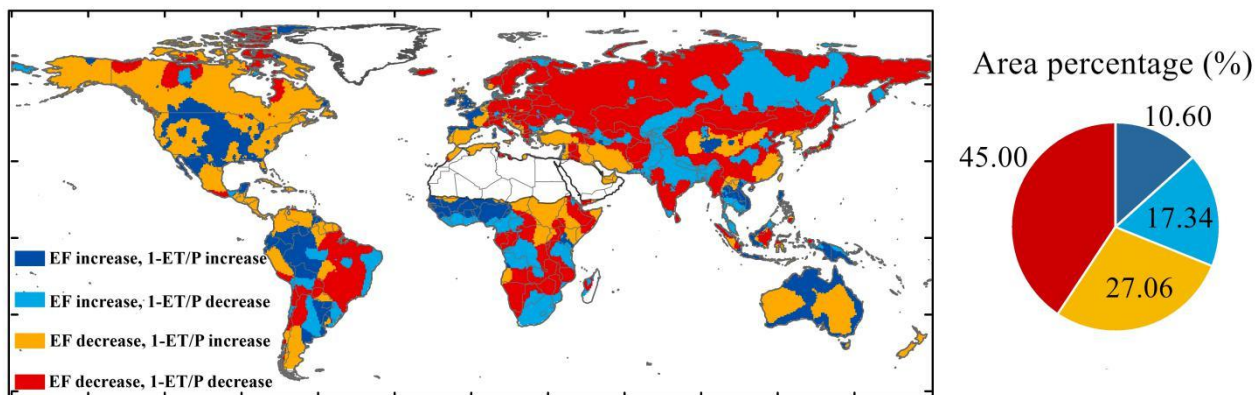 EF increase, 1-ET/P increase
EF increase, 1-ET/P decrease
EF decrease, 1-ET/P increase
EF decrease, 1-ET/P decrease
Area percentage (%)
10.60
45.00
17.34
27.06